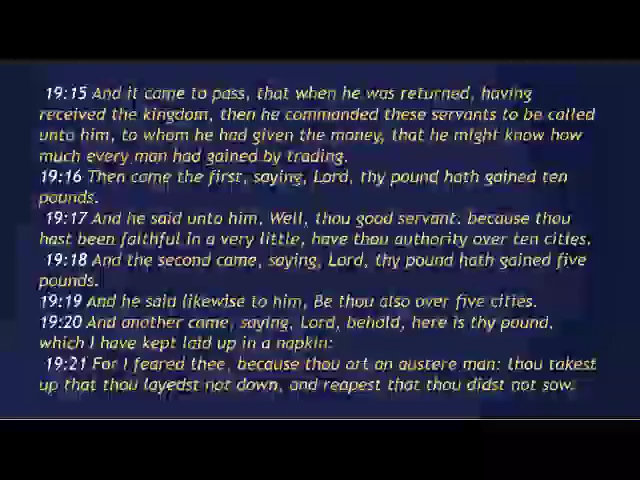 19:15 And it came to pass, that when he was returned, having
received the kingdom, then he commanded these servants to be called
unto him, to whom he had given the money, that he might know how
much every man had gained by trading.
19:16 Then came the first, saying, Lord, thy pound hath gained ten
pounds.
19:17 And he said unto him, Well, thou good servant: because thou
hast been faithful in a very little, have thou authority over ten cities.
19:18 And the second came, saying, Lord, thy pound hath gained five
pounds.
19:19 And he said likewise to him, Be thou also over five cities.
19:20 And another came, saying, Lord, behold, here is thy pound,
which I have kept laid up in a napkin:
19:21 For I feared thee, because thou art an austere man: thou takest
up that thou layedst not down, and reapest that thou didst not sow.